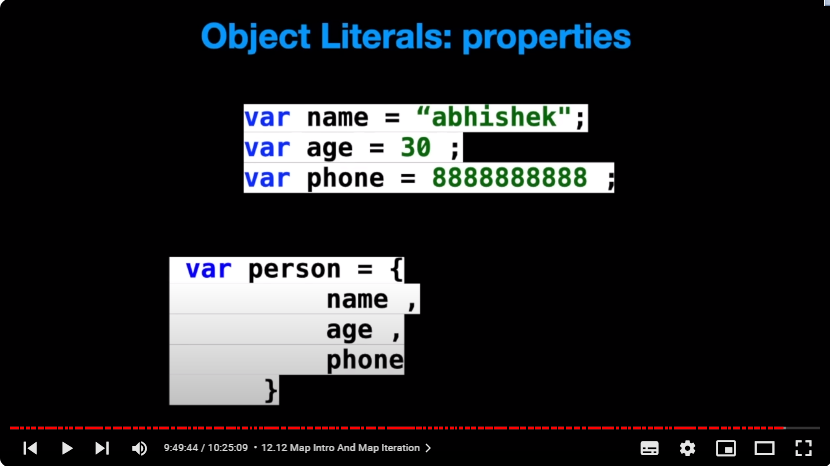 Object Literals: properties
var name = “abhishek";
var age = 30 ;
var phone = 8888888888 ;
var person = {
name ,
age ,
phone
}
9:49:44 / 10:25:09 • 12.12 Map Intro And Map Iteration >